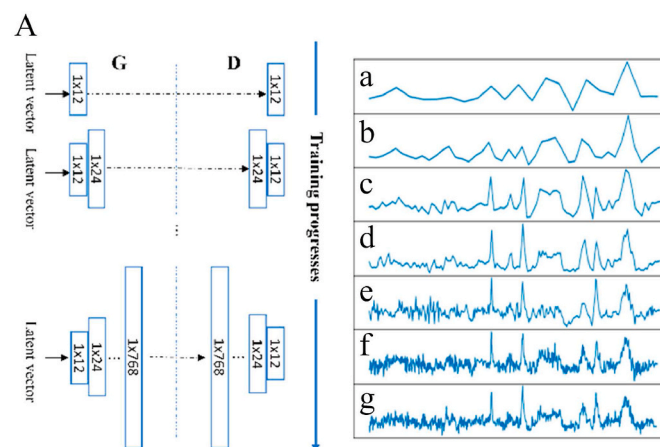 A
G D
Latent vector
1x12
1x12
Latent vector
1x12
1x24
1x24
1x12
...
Latent vector
1x12
1x24
...
1x768
1x768
...
1x24
1x12
Training progresses
a
b
c
d
e
f
g